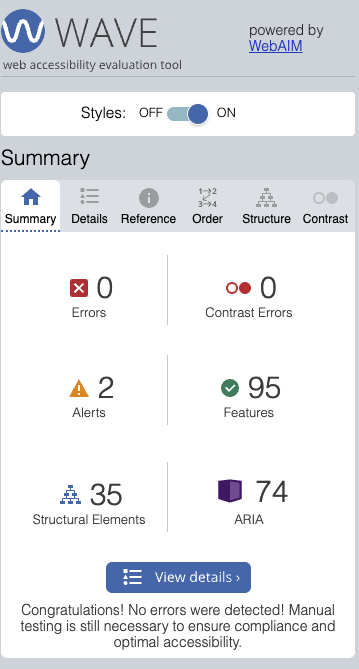 WAVE
web accessibility evaluation tool
powered by
WebAIM
Styles: OFF ON
Summary
Summary Details Reference Order Structure Contrast
0
Errors
0
Contrast Errors
2
Alerts
95
Features
35
Structural Elements
74
ARIA
View details ›
Congratulations! No errors were detected! Manual
testing is still necessary to ensure compliance and
optimal accessibility.